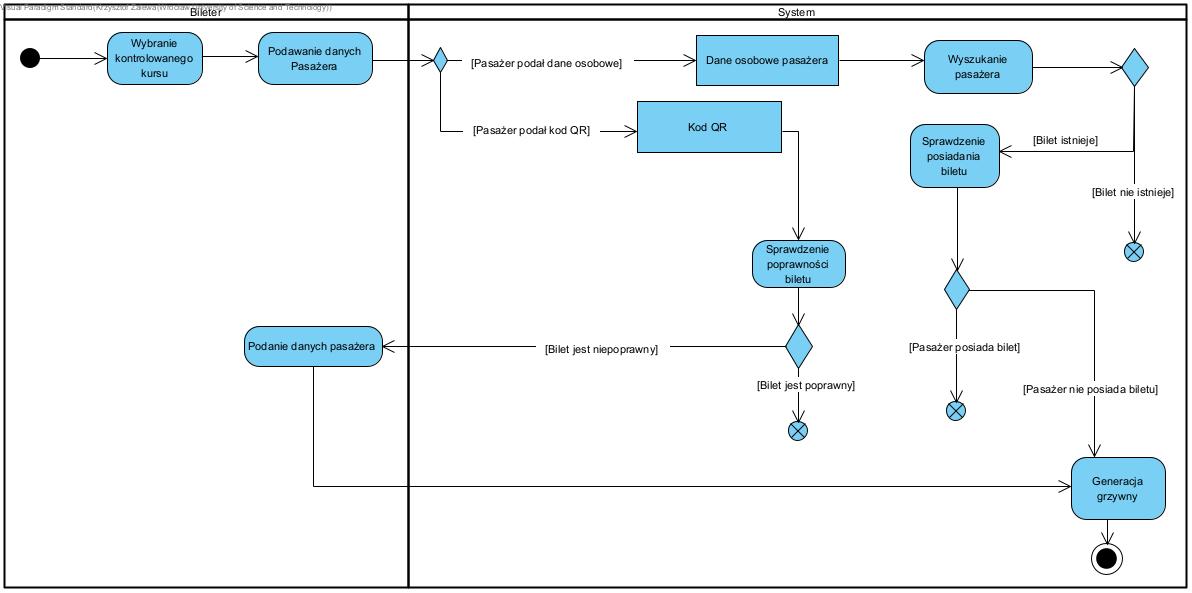 Visual Paradigm Standard(Krzysztof Zalewa(Wroclaw University of Science and Technology))
Bileter
System
Wybranie
kontrolowanego
kursu
Podawanie danych
Pasażera
[Pasażer podał dane osobowe]
Dane osobowe pasażera
Wyszukanie
pasażera
[Pasażer podał kod QR]
Kod QR
Sprawdzenie
posiadania
biletu
[Bilet istnieje]
[Bilet nie istnieje]
Sprawdzenie
poprawności
biletu
Podanie danych pasażera
[Bilet jest niepoprawny]
[Pasażer posiada bilet]
[Bilet jest poprawny]
[Pasażer nie posiada biletu]
Generacja
grzywny